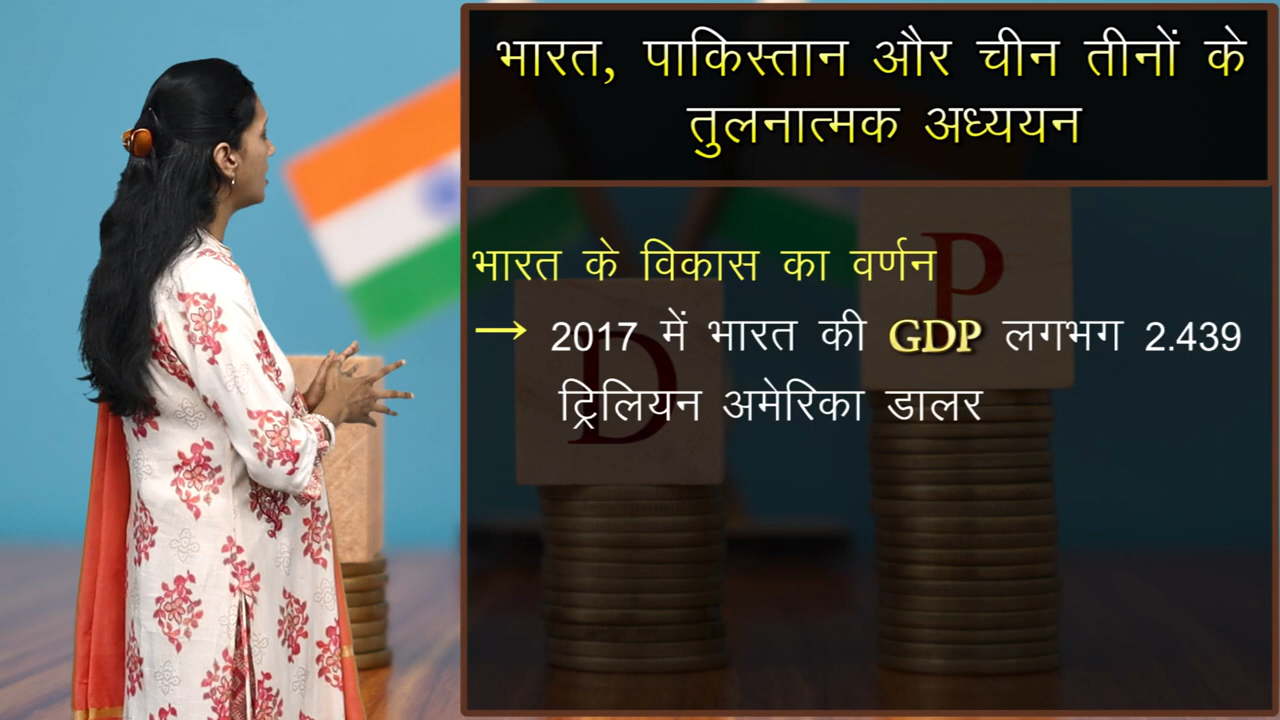 भारत, पाकिस्तान और चीन तीनों के
तुलनात्मक अध्ययन
भारत के विकास का वर्णन
→ 2017 में भारत की GDP लगभग 2.439
ट्रिलियन अमेरिका डालर
D
P